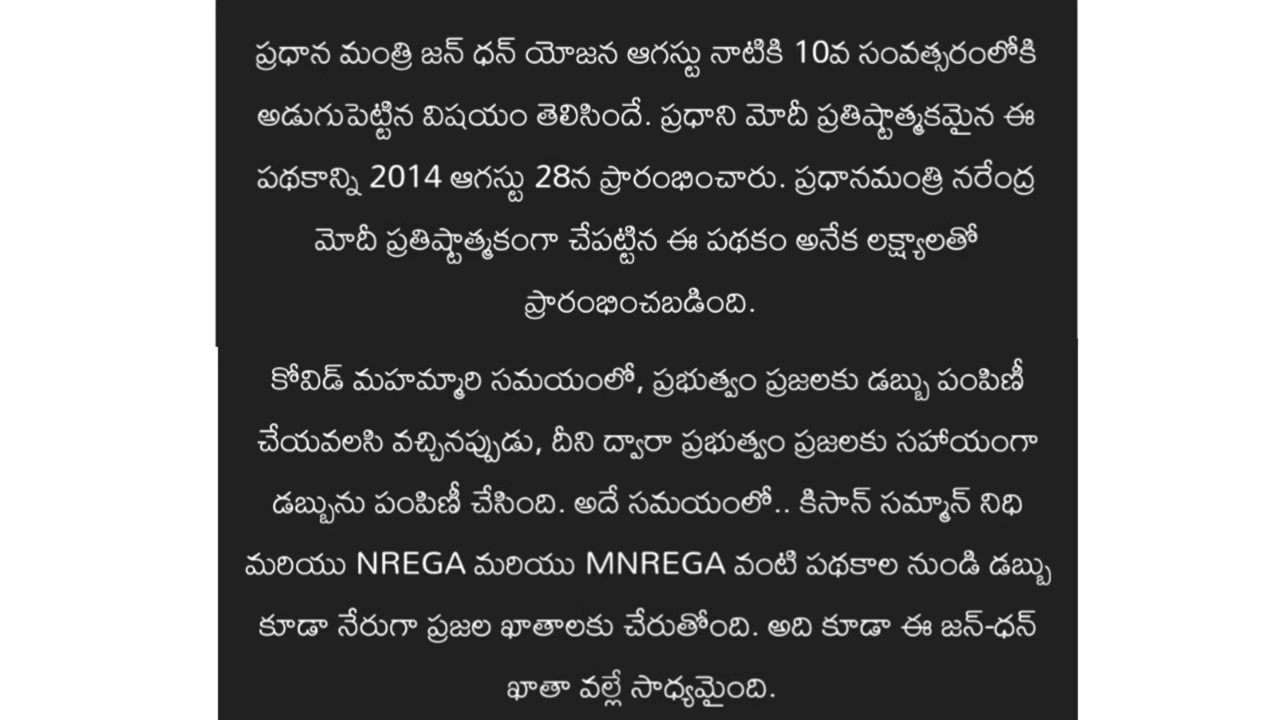 ప్రధాన మంత్రి జన్ ధన్ యోజన ఆగస్టు నాటికి 10వ సంవత్సరంలోకి
అడుగుపెట్టిన విషయం తెలిసిందే. ప్రధాని మోదీ ప్రతిష్టాత్మకమైన ఈ
పథకాన్ని 2014 ఆగస్టు 28న ప్రారంభించారు. ప్రధానమంత్రి నరేంద్ర
మోదీ ప్రతిష్టాత్మకంగా చేపట్టిన ఈ పథకం అనేక లక్ష్యాలతో
ప్రారంభించబడింది.
కోవిడ్ మహమ్మారి సమయంలో, ప్రభుత్వం ప్రజలకు డబ్బు పంపిణీ
చేయవలసి వచ్చినప్పుడు, దీని ద్వారా ప్రభుత్వం ప్రజలకు సహాయంగా
డబ్బును పంపిణీ చేసింది. అదే సమయంలో.. కిసాన్ సమ్మాన్ నిధి
మరియు NREGA మరియు MNREGA వంటి పథకాల నుండి డబ్బు
కూడా నేరుగా ప్రజల ఖాతాలకు చేరుతోంది. అది కూడా ఈ జన్-ధన్
ఖాతా వల్లే సాధ్యమైంది.